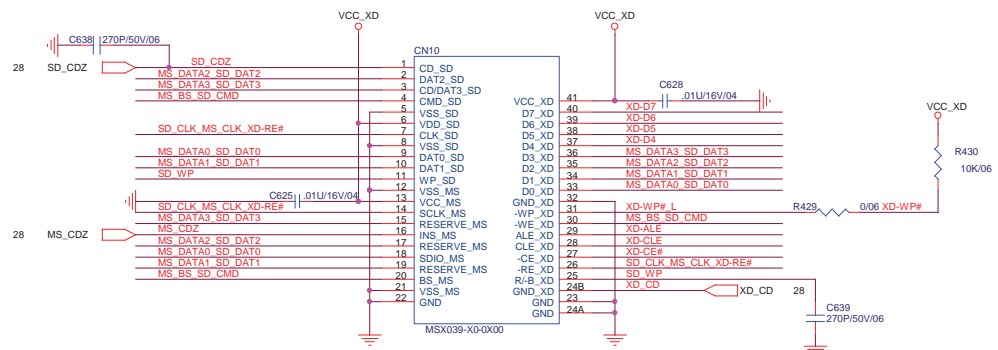 VCC_XD
VCC_XD
C638 270P/50V/06
CN10
28 SD_CDZ SD_CDZ 1 CD_SD
MS_DATA2_SD_DAT2 2 DAT2_SD
MS_DATA3_SD_DAT3 3 CD/DAT3_SD
MS_BS_SD_CMD 4 CMD_SD
5 VSS_SD
6 VDD_SD
SD_CLK_MS_CLK_XD-RE# 7 CLK_SD
8 VSS_SD
MS_DATA0_SD_DAT0 9 DAT0_SD
MS_DATA1_SD_DAT1 10 DAT1_SD
SD_WP 11 WP_SD
12 VSS_MS
C625 .01U/16V/04 13 VCC_MS
SD_CLK_MS_CLK_XD-RE# 14 SCLK_MS
MS_DATA3_SD_DAT3 15 RESERVE_MS
28 MS_CDZ MS_CDZ 16 INS_MS
MS_DATA2_SD_DAT2 17 RESERVE_MS
MS_DATA0_SD_DAT0 18 SDIO_MS
MS_DATA1_SD_DAT1 19 RESERVE_MS
MS_BS_SD_CMD 20 BS_MS
21 VSS_MS
22 GND
C628 .01U/16V/04
VCC_XD 41
D7_XD 40 XD-D7
D6_XD 39 XD-D6
D5_XD 38 XD-D5
D4_XD 37 XD-D4
D3_XD 36 MS_DATA3_SD_DAT3
D2_XD 35 MS_DATA2_SD_DAT2
D1_XD 34 MS_DATA1_SD_DAT1
D0_XD 33 MS_DATA0_SD_DAT0
GND_XD 32
-WP_XD 31 XD-WP#_L R429 0/06 XD-WP#
-WE_XD 30 MS_BS_SD_CMD
ALE_XD 29 XD-ALE
CLE_XD 28 XD-CLE
-CE_XD 27 XD-CE#
-RE_XD 26 SD_CLK_MS_CLK_XD-RE#
R/-B_XD 25 SD_WP
GND_XD 24B XD_CD XD_CD 28
GND 23
GND 24A
MSX039-X0-0X00
VCC_XD
R430
10K/06
C639
270P/50V/06